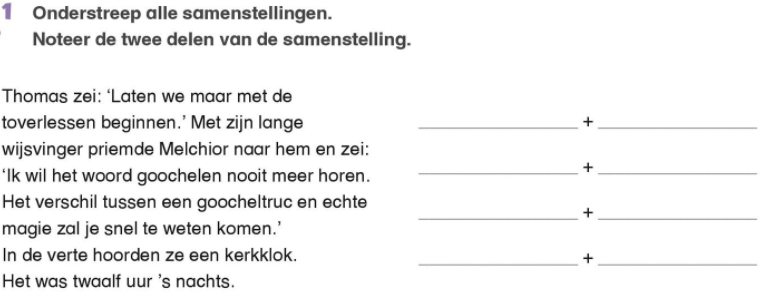 1 Onderstreep alle samenstellingen.
Noteer de twee delen van de samenstelling.
Thomas zei: ‘Laten we maar met de
toverlessen beginnen.’ Met zijn lange
wijsvinger priemde Melchior naar hem en zei:
‘Ik wil het woord goochelen nooit meer horen.
Het verschil tussen een goocheltruc en echte
magie zal je snel te weten komen.’
In de verte hoorden ze een kerkklok.
Het was twaalf uur ’s nachts.
+
+
+
+